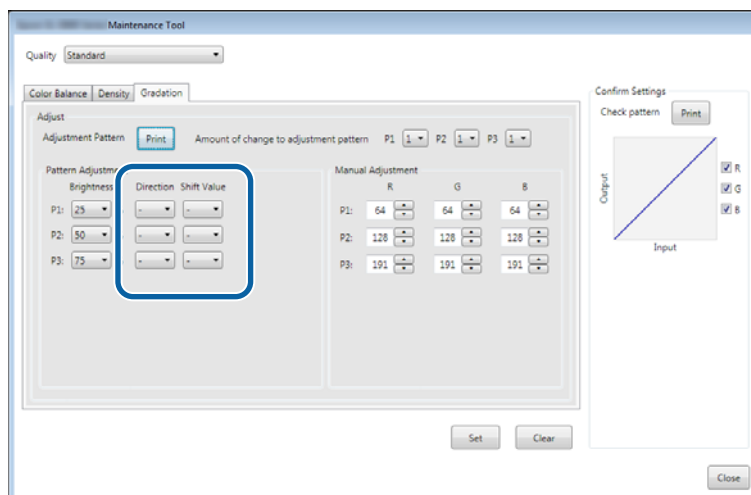 Maintenance Tool
Quality Standard
Color Balance Density Gradation
Adjust
Adjustment Pattern Print Amount of change to adjustment pattern P1 1 P2 1 P3 1
Pattern Adjustme
Brightness Direction Shift Value
P1: 25 - -
P2: 50 - -
P3: 75 - -
Manual Adjustment
R G B
P1: 64 64 64
P2: 128 128 128
P3: 191 191 191
Set Clear
Confirm Settings
Check pattern Print
Output
Input
R
G
B
Close